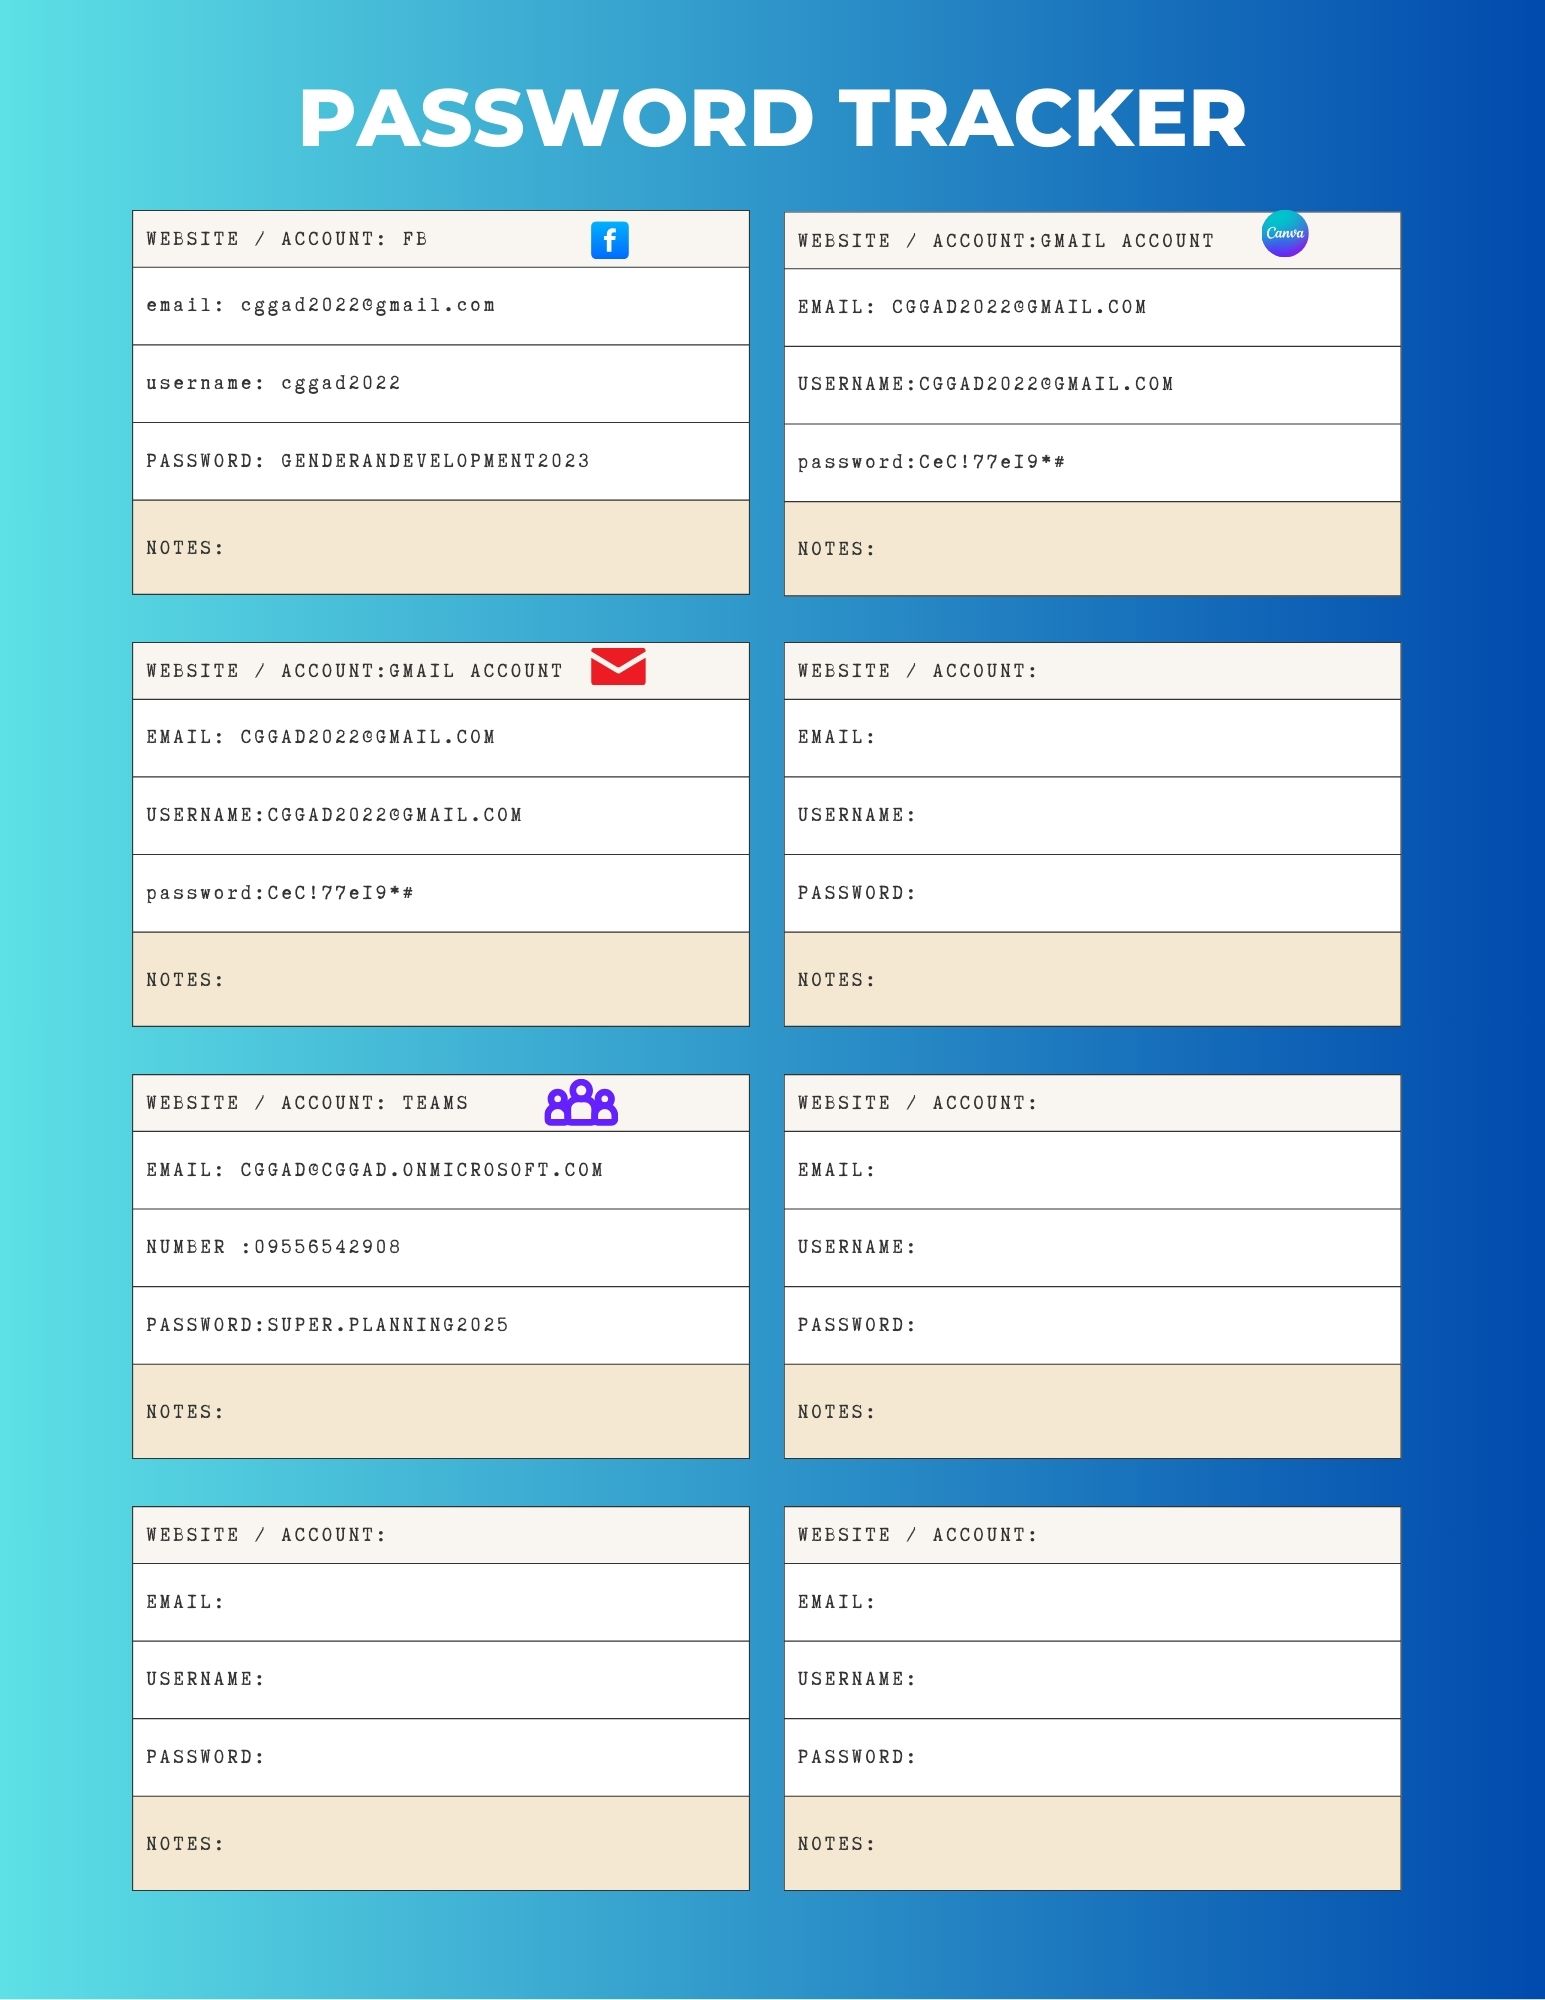 PASSWORD TRACKER
WEBSITE / ACCOUNT: FB
f
email: cggad2022@gmail.com
username: cggad2022
PASSWORD: GENDERANDEVELOPMENT2023
NOTES:
WEBSITE / ACCOUNT:GMAIL ACCOUNT
Canva
EMAIL: CGGAD2022@GMAIL.COM
USERNAME:CGGAD2022@GMAIL.COM
password:CeC!77eI9*#
NOTES:
WEBSITE / ACCOUNT:GMAIL ACCOUNT
EMAIL: CGGAD2022@GMAIL.COM
USERNAME:CGGAD2022@GMAIL.COM
password:CeC!77eI9*#
NOTES:
WEBSITE / ACCOUNT:
EMAIL:
USERNAME:
PASSWORD:
NOTES:
WEBSITE / ACCOUNT: TEAMS
EMAIL: CGGAD@CGGAD.ONMICROSOFT.COM
NUMBER :09556542908
PASSWORD:SUPER.PLANNING2025
NOTES:
WEBSITE / ACCOUNT:
EMAIL:
USERNAME:
PASSWORD:
NOTES:
WEBSITE / ACCOUNT:
EMAIL:
USERNAME:
PASSWORD:
NOTES:
WEBSITE / ACCOUNT:
EMAIL:
USERNAME:
PASSWORD:
NOTES: